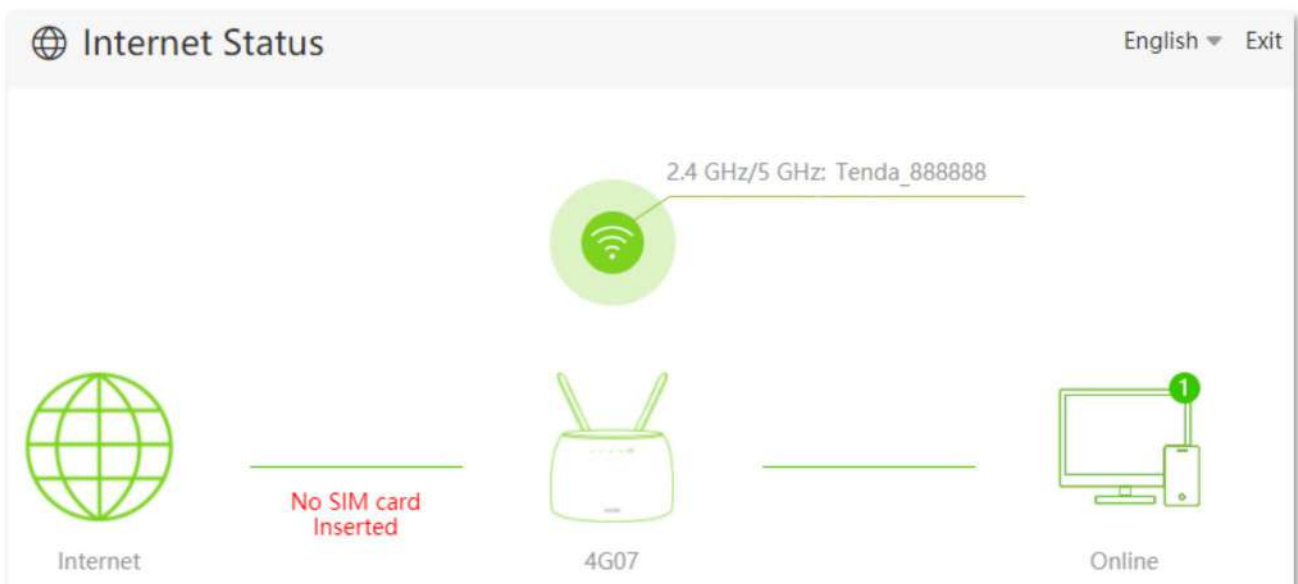 Internet Status
English Exit
2.4 GHz/5 GHz: Tenda_888888
1
No SIM card
Inserted
Internet
4G07
Online